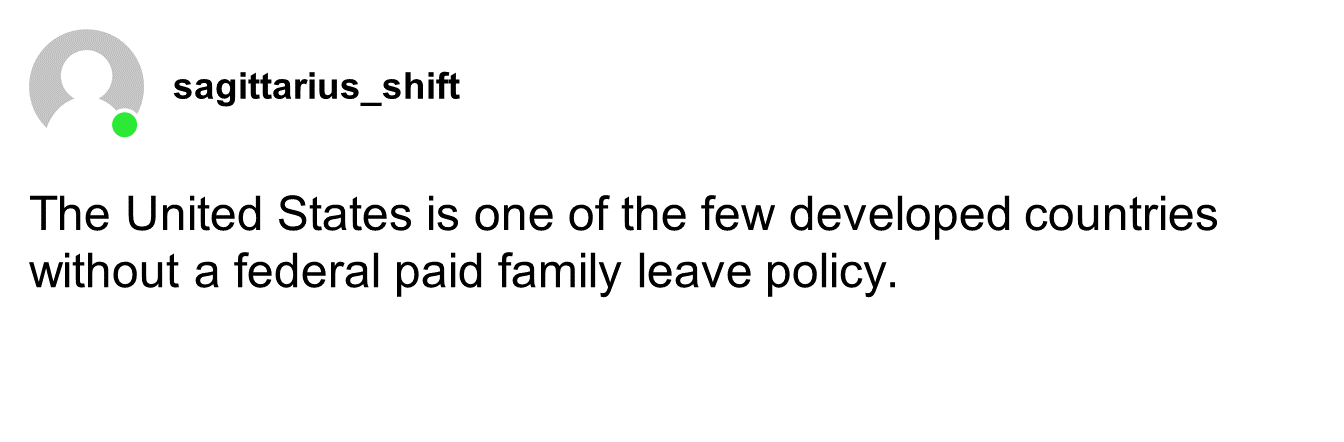 sagittarius_shift
The United States is one of the few developed countries
without a federal paid family leave policy.